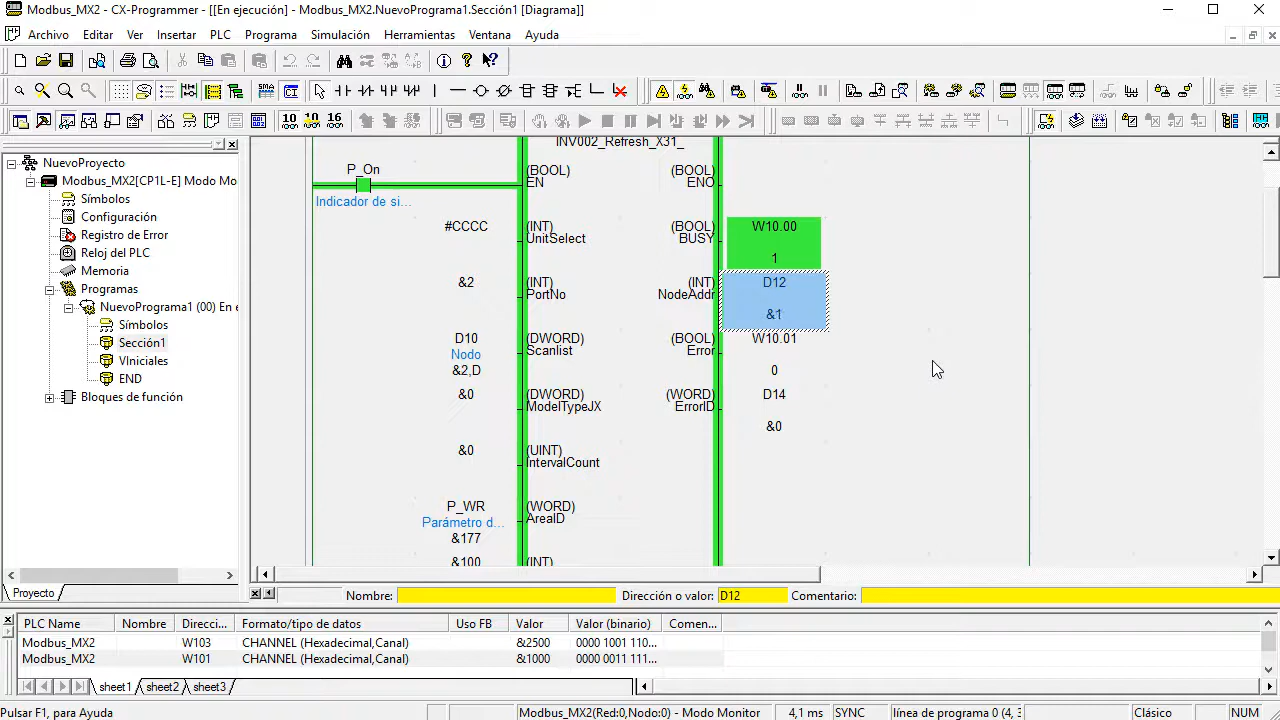 Modbus_MX2 - CX-Programmer - [[En ejecución] - Modbus_MX2.NuevoPrograma1.Sección1 [Diagrama]]
Archivo Editar Ver Insertar PLC Programa Simulación Herramientas Ventana Ayuda
SMA
10 10 16
NuevoProyecto
Modbus_MX2[CP1L-E] Modo Mo
Símbolos
Configuración
Registro de Error
Reloj del PLC
Memoria
Programas
NuevoPrograma1 (00) En e
Símbolos
Sección1
VIniciales
END
Bloques de función
Proyecto
INV002_Refresh_X31_
P_On
Indicador de si...
(BOOL)
EN
(BOOL)
ENO
#CCCC
(INT)
UnitSelect
(BOOL)
BUSY
W10.00
1
&2
(INT)
PortNo
(INT)
NodeAddr
D12
&1
D10
Nodo
&2,D
(DWORD)
Scanlist
(BOOL)
Error
W10.01
0
&0
(DWORD)
ModelTypeJX
(WORD)
ErrorID
D14
&0
&0
(UINT)
IntervalCount
P_WR
Parámetro d...
&177
(WORD)
AreaID
&100
(INT)
Nombre: Dirección o valor: D12 Comentario:
PLC Name Nombre Direcci... Formato/tipo de datos Uso FB Valor Valor (binario) Comen...
Modbus_MX2 W103 CHANNEL (Hexadecimal,Canal) &2500 0000 1001 110...
Modbus_MX2 W101 CHANNEL (Hexadecimal,Canal) &1000 0000 0011 111...
sheet1 sheet2 sheet3
Pulsar F1, para Ayuda Modbus_MX2(Red:0,Nodo:0) - Modo Monitor 4,1 ms SYNC línea de programa 0 (4, 3 Clásico NUM